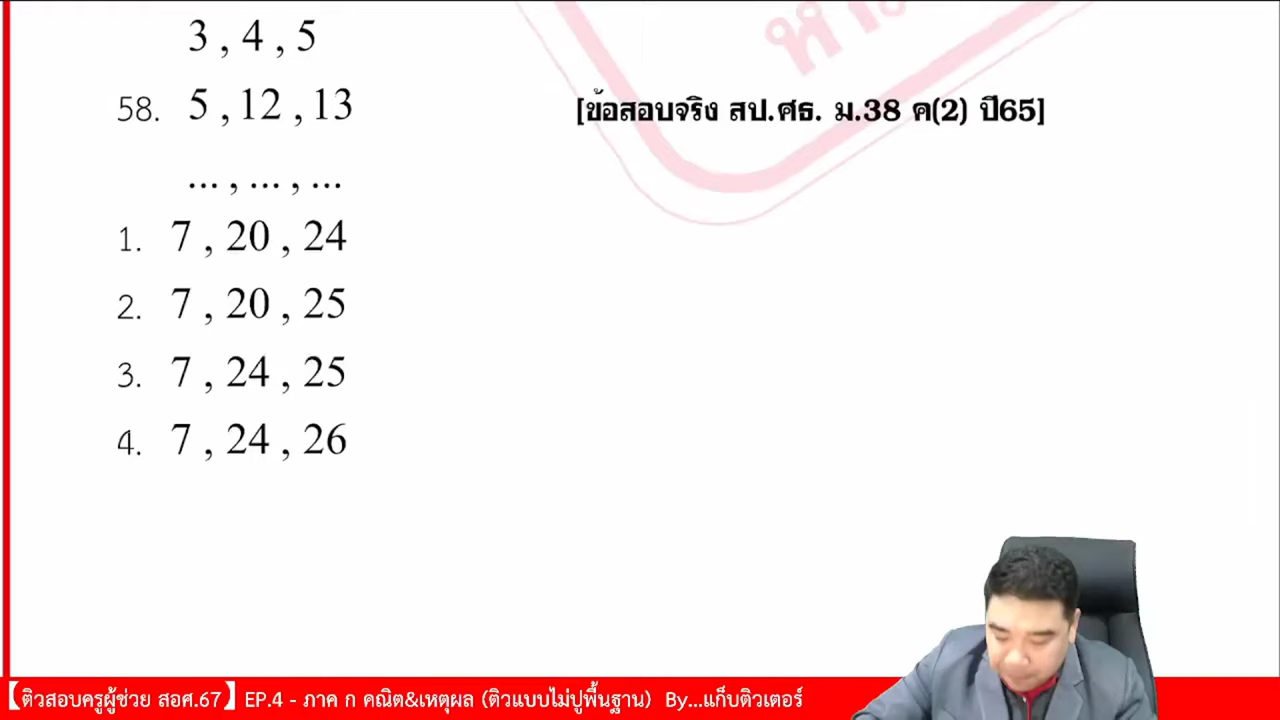 3 , 4 , 5
58. 5 , 12 , 13 [ข้อสอบจริง สป.ศธ. ม.38 ค(2) ปี65]
... , ... , ...
1. 7 , 20 , 24
2. 7 , 20 , 25
3. 7 , 24 , 25
4. 7 , 24 , 26
【ติวสอบครูผู้ช่วย สอศ.67】 EP.4 - ภาค ก คณิต&เหตุผล (ติวแบบไม่ปูพื้นฐาน) By...แก็บติวเตอร์